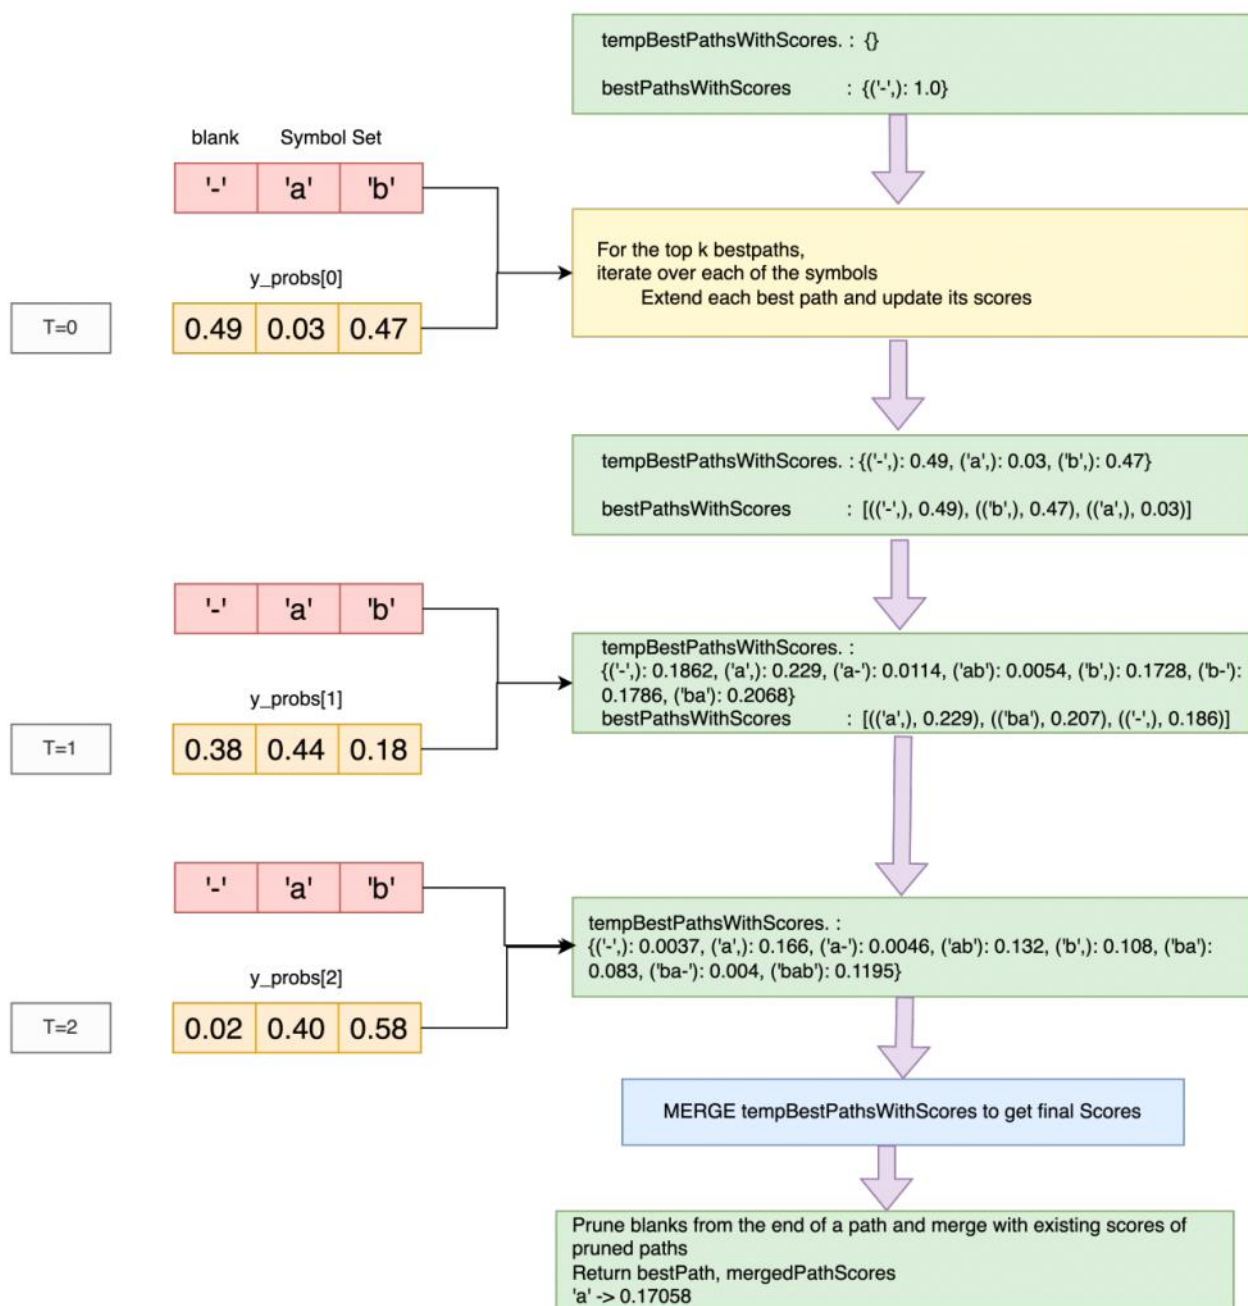 tempBestPathsWithScores. : {}
bestPathsWithScores : {('-',): 1.0}
blank Symbol Set
'-' 'a' 'b'
For the top k bestpaths,
iterate over each of the symbols
Extend each best path and update its scores
y_probs[0]
T=0 0.49 0.03 0.47
tempBestPathsWithScores. : {('-',): 0.49, ('a',): 0.03, ('b',): 0.47}
bestPathsWithScores : [(('-',), 0.49), (('b',), 0.47), (('a',), 0.03)]
'-' 'a' 'b'
tempBestPathsWithScores. :
{('-',): 0.1862, ('a',): 0.229, ('a-'): 0.0114, ('ab'): 0.0054, ('b',): 0.1728, ('b-'):
0.1786, ('ba'): 0.2068}
bestPathsWithScores : [(('a',), 0.229), (('ba'), 0.207), (('-',), 0.186)]
y_probs[1]
T=1 0.38 0.44 0.18
'-' 'a' 'b'
tempBestPathsWithScores. :
{('-',): 0.0037, ('a',): 0.166, ('a-'): 0.0046, ('ab'): 0.132, ('b',): 0.108, ('ba'):
0.083, ('ba-'): 0.004, ('bab'): 0.1195}
y_probs[2]
T=2 0.02 0.40 0.58
MERGE tempBestPathsWithScores to get final Scores
Prune blanks from the end of a path and merge with existing scores of
pruned paths
Return bestPath, mergedPathScores
'a' -> 0.17058